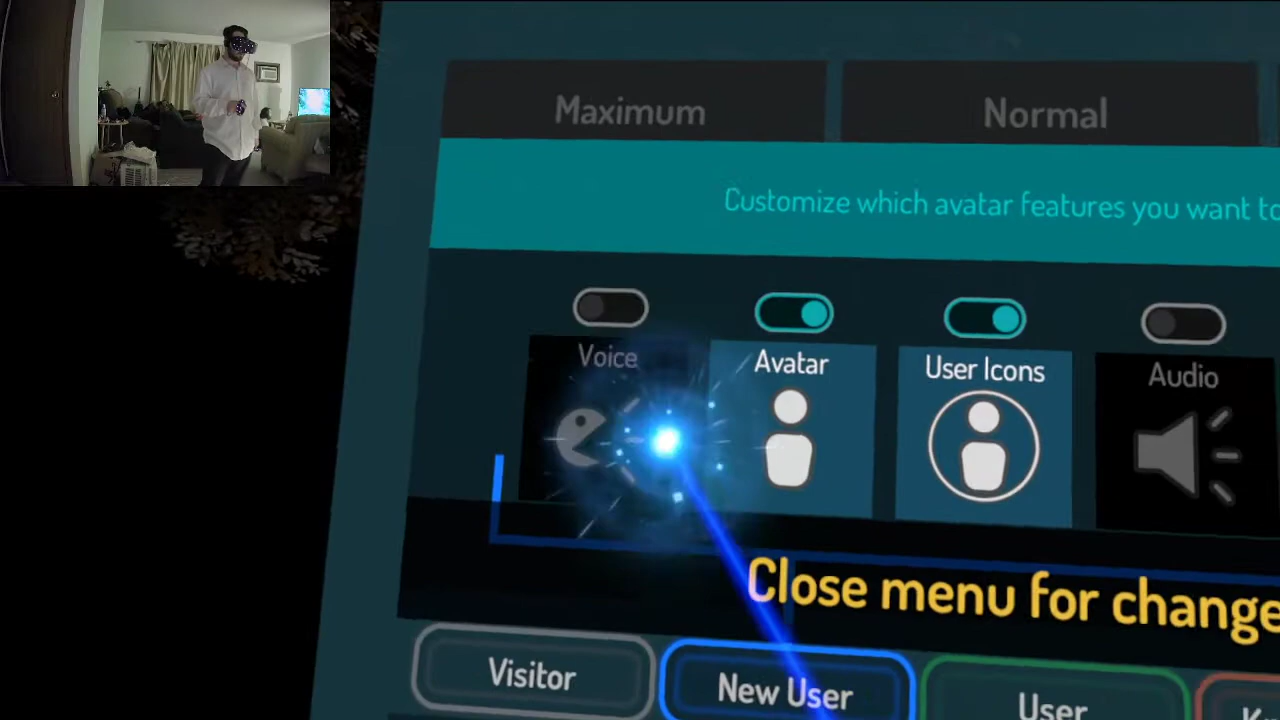 Maximum
Normal
Customize which avatar features you want to
Voice
Avatar
User Icons
Audio
Close menu for change
Visitor
New User
User